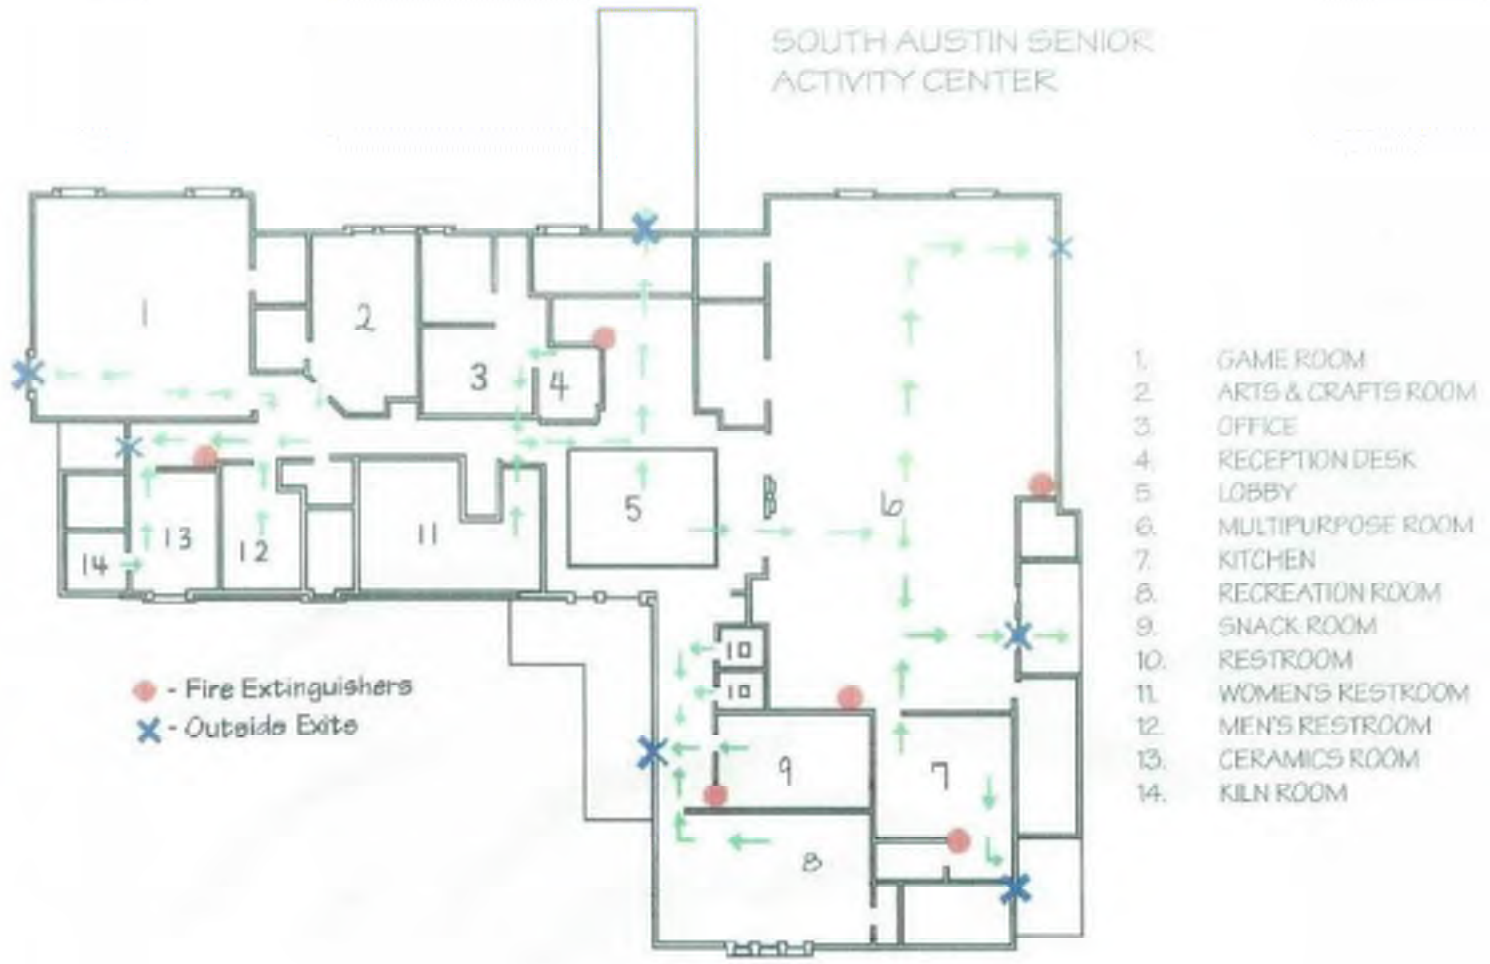 SOUTH AUSTIN SENIOR
ACTIVITY CENTER
1
2
3
4
5
6
7
8
9
10
10
11
12
13
14
1. GAME ROOM
2. ARTS & CRAFTS ROOM
3. OFFICE
4. RECEPTION DESK
5. LOBBY
6. MULTIPURPOSE ROOM
7. KITCHEN
8. RECREATION ROOM
9. SNACK ROOM
10. RESTROOM
11. WOMEN'S RESTROOM
12. MEN'S RESTROOM
13. CERAMICS ROOM
14. KILN ROOM
- Fire Extinguishers
- Outside Exits